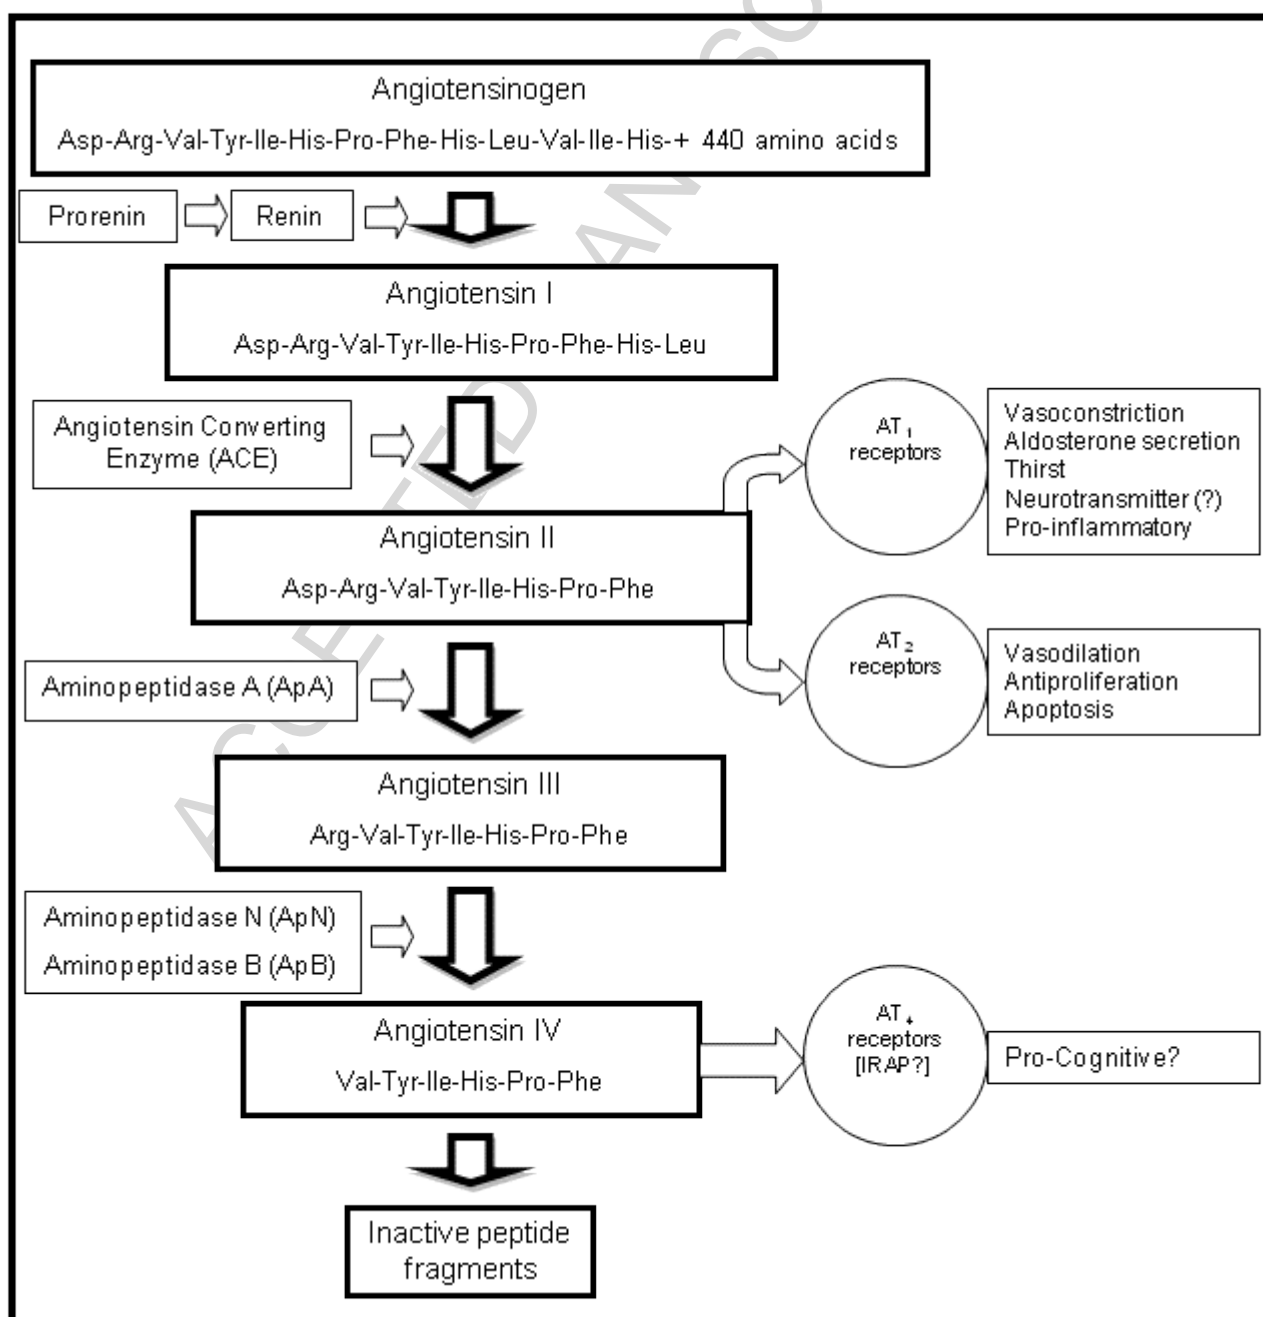 Angiotensinogen
Asp-Arg-Val-Tyr-Ile-His-Pro-Phe-His-Leu-Val-Ile-His-+ 440 amino acids
Prorenin
Renin
Angiotensin I
Asp-Arg-Val-Tyr-Ile-His-Pro-Phe-His-Leu
Angiotensin Converting
Enzyme (ACE)
AT₁
receptors
Vasoconstriction
Aldosterone secretion
Thirst
Neurotransmitter (?)
Pro-inflammatory
Angiotensin II
Asp-Arg-Val-Tyr-Ile-His-Pro-Phe
AT₂
receptors
Vasodilation
Antiproliferation
Apoptosis
Aminopeptidase A (ApA)
Angiotensin III
Arg-Val-Tyr-Ile-His-Pro-Phe
Aminopeptidase N (ApN)
Aminopeptidase B (ApB)
Angiotensin IV
Val-Tyr-Ile-His-Pro-Phe
AT₄
receptors
[IRAP?]
Pro-Cognitive?
Inactive peptide
fragments